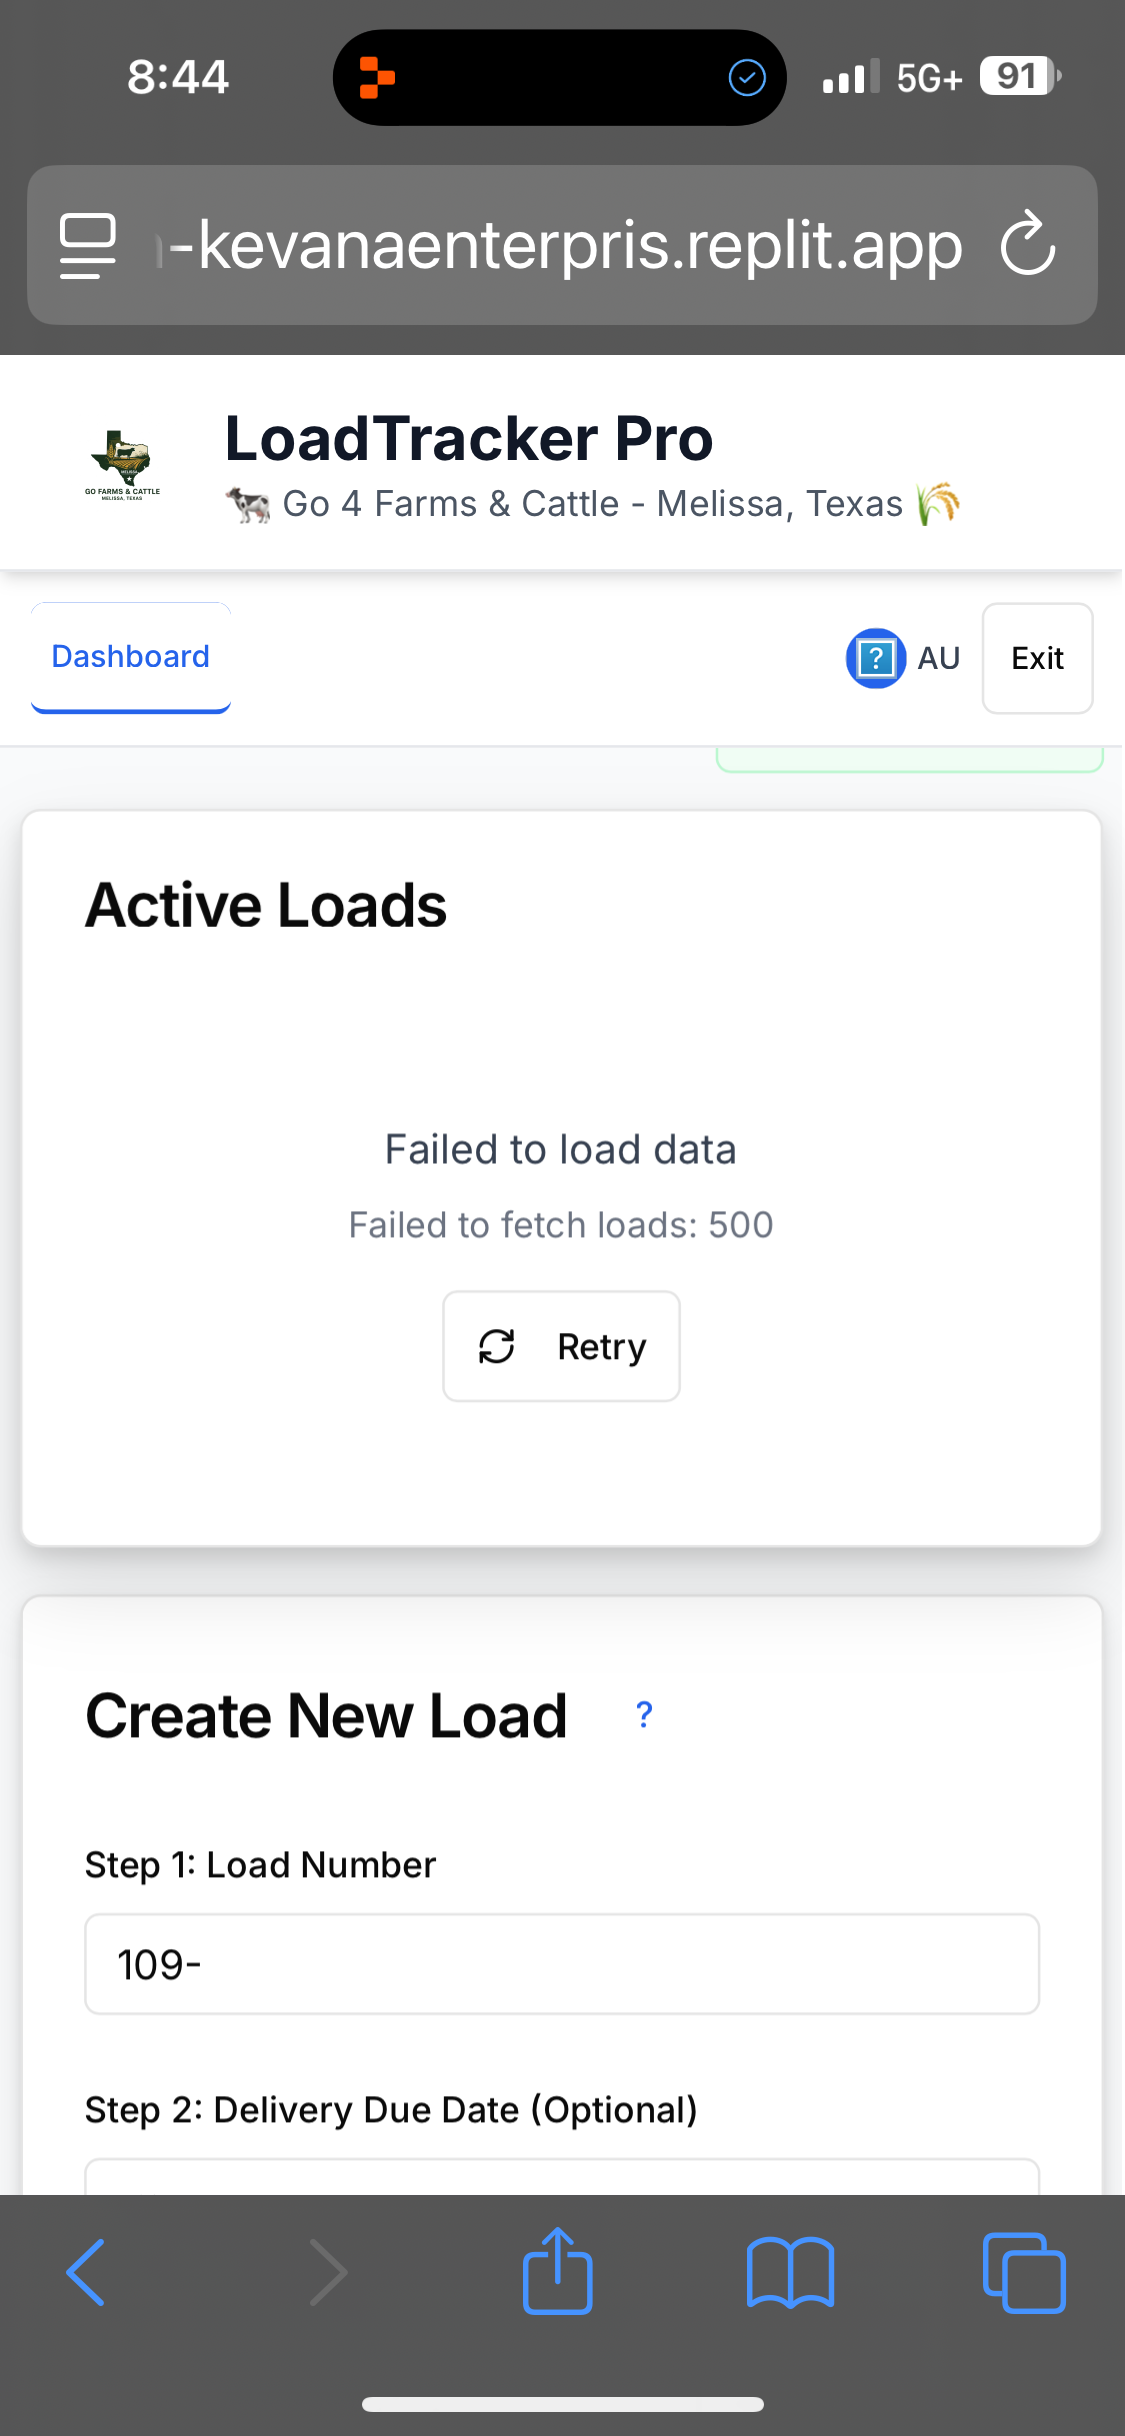 8:44
5G+
91
-kevanaenterpris.replit.app
LoadTracker Pro
GO FARMS & CATTLE
MELISSA, TEXAS
🐄 Go 4 Farms & Cattle - Melissa, Texas 🌾
Dashboard
? AU
Exit
Active Loads
Failed to load data
Failed to fetch loads: 500
Retry
Create New Load ?
Step 1: Load Number
109-
Step 2: Delivery Due Date (Optional)